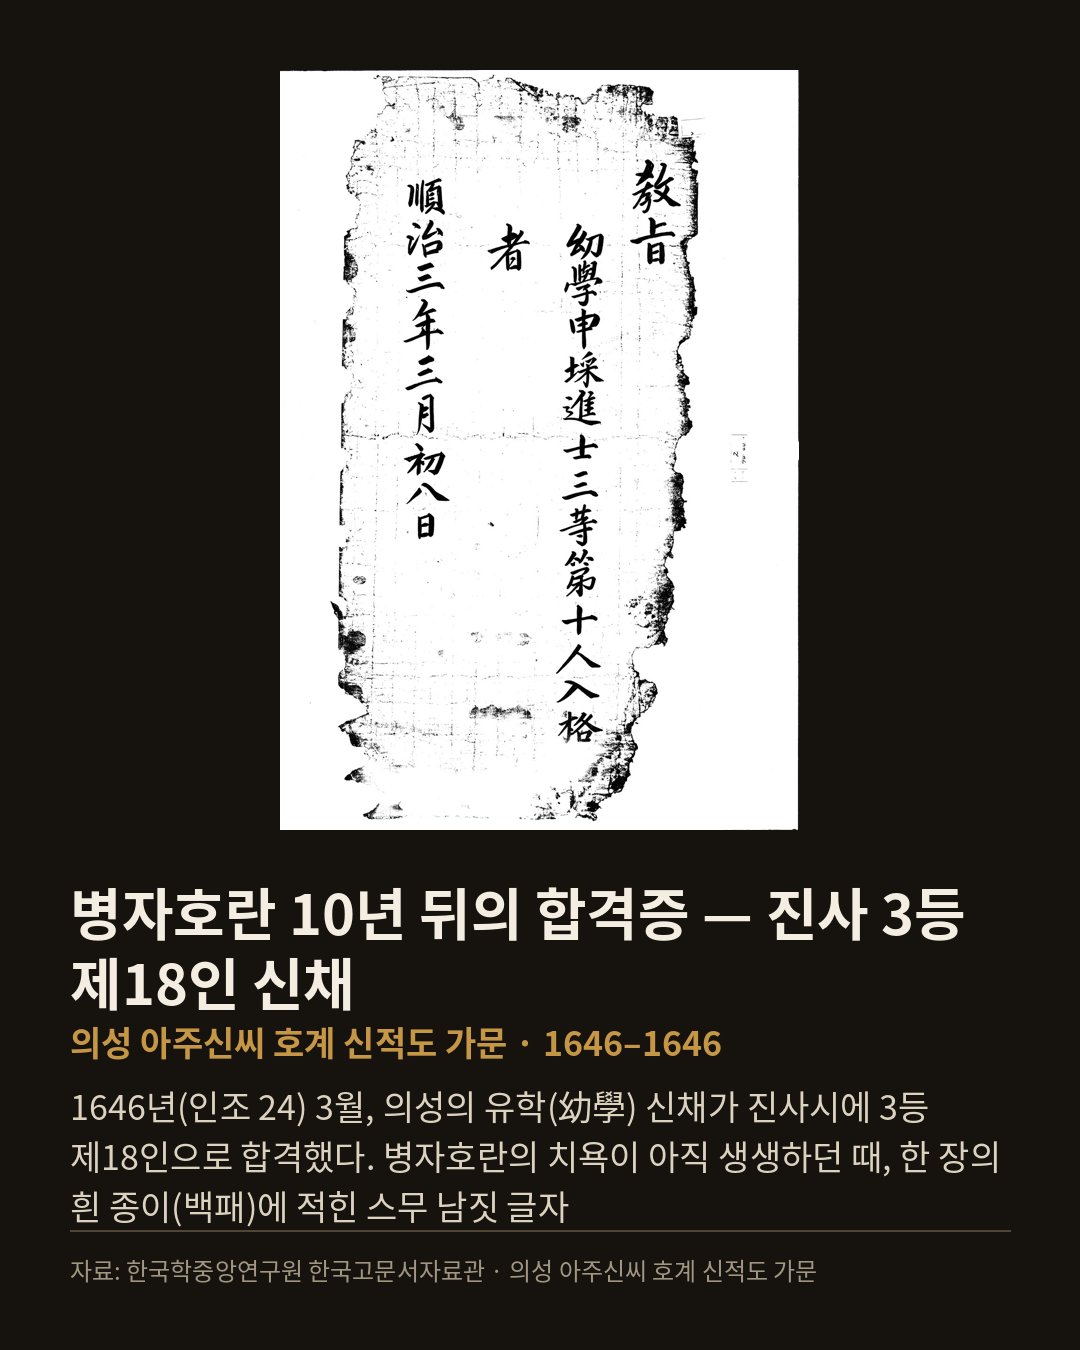 教旨
幼學申埰進士三等第十人入格
者
順治三年三月初八日
병자호란 10년 뒤의 합격증 — 진사 3등
제18인 신채
의성 아주신씨 호계 신적도 가문 · 1646–1646
1646년(인조 24) 3월, 의성의 유학(幼學) 신채가 진사시에 3등
제18인으로 합격했다. 병자호란의 치욕이 아직 생생하던 때, 한 장의
흰 종이(백패)에 적힌 스무 남짓 글자
자료: 한국학중앙연구원 한국고문서자료관 · 의성 아주신씨 호계 신적도 가문